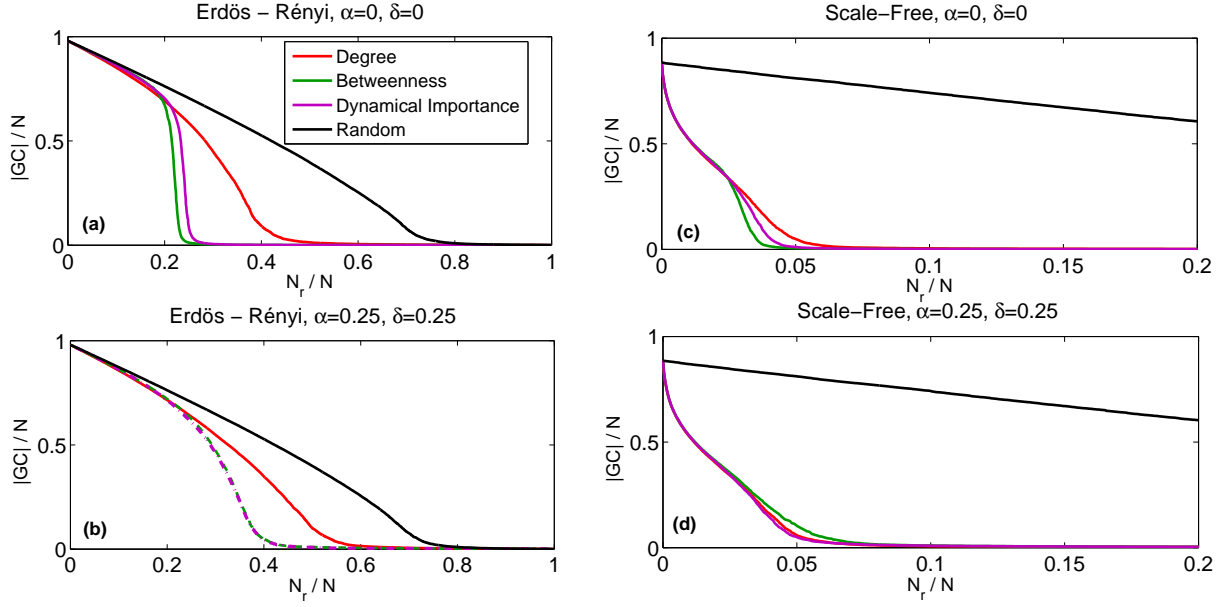 Erdös − Rényi, α=0, δ=0
1
0.5
0
|GC| / N
Degree
Betweenness
Dynamical Importance
Random
(a)
0
0.2
0.4
0.6
0.8
1
N_r / N
Scale−Free, α=0, δ=0
1
0.5
0
|GC| / N
(c)
0
0.05
0.1
0.15
0.2
N_r / N
Erdös − Rényi, α=0.25, δ=0.25
1
0.5
0
|GC| / N
(b)
0
0.2
0.4
0.6
0.8
1
N_r / N
Scale−Free, α=0.25, δ=0.25
1
0.5
0
|GC| / N
(d)
0
0.05
0.1
0.15
0.2
N_r / N